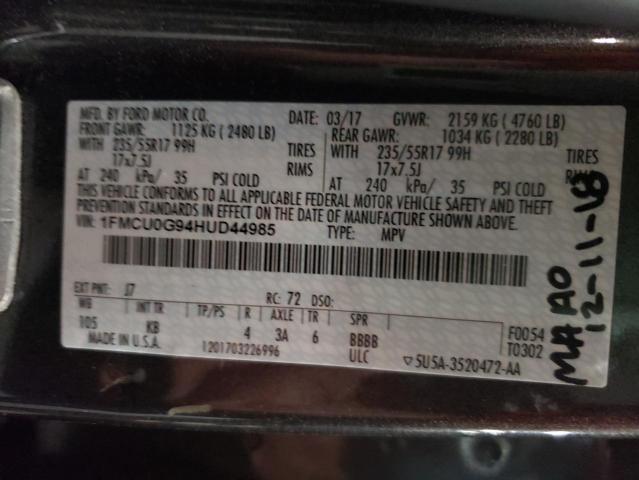 MFD. BY FORD MOTOR CO. DATE: 03/17 GVWR: 2159 KG ( 4760 LB)
FRONT GAWR: 1125 KG ( 2480 LB) REAR GAWR: 1034 KG ( 2280 LB)
WITH 235/55R17 99H TIRES WITH 235/55R17 99H TIRES
17x7.5J RIMS 17x7.5J RIMS
AT 240 kPa/ 35 PSI COLD AT 240 kPa/ 35 PSI COLD
THIS VEHICLE CONFORMS TO ALL APPLICABLE FEDERAL MOTOR VEHICLE SAFETY AND THEFT
PREVENTION STANDARDS IN EFFECT ON THE DATE OF MANUFACTURE SHOWN ABOVE.
VIN: 1FMCU0G94HUD44985 TYPE: MPV
EXT PNT: J7 RC: 72 DSO:
WB INT TR TP/PS R AXLE TR SPR
105 KB 4 3A 6 BBBB F0054
MADE IN U.S.A. 1201703226996 ULC ▽5U5A-3520472-AA T0302
12-11-18